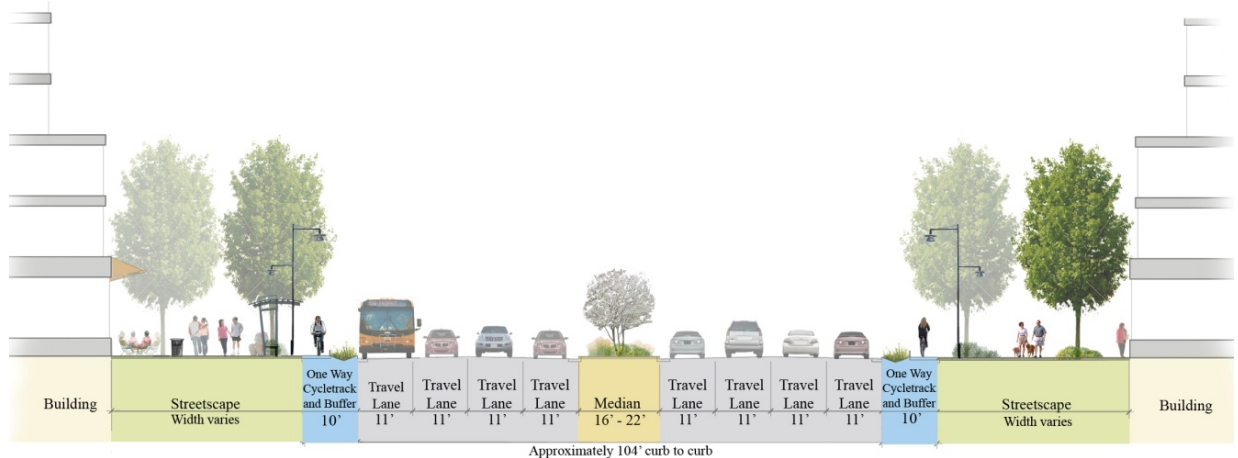 Building
Streetscape
Width varies
One Way
Cycletrack
and Buffer
10'
Travel
Lane
11'
Travel
Lane
11'
Travel
Lane
11'
Travel
Lane
11'
Median
16' - 22'
Travel
Lane
11'
Travel
Lane
11'
Travel
Lane
11'
Travel
Lane
11'
One Way
Cycletrack
and Buffer
10'
Streetscape
Width varies
Building
Approximately 104' curb to curb